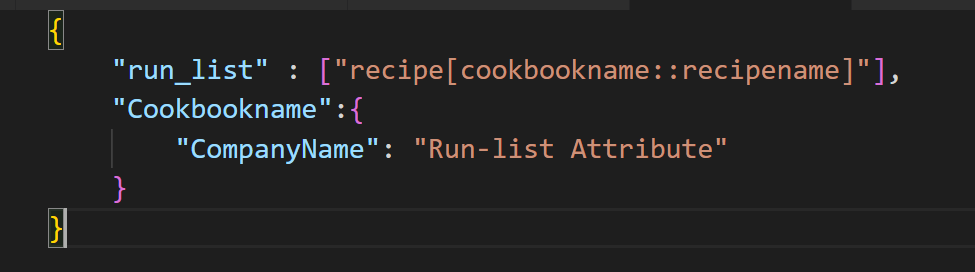 {
"run_list" : ["recipe[cookbookname::recipename]"],
"Cookbookname":{
"CompanyName": "Run-list Attribute"
}
}